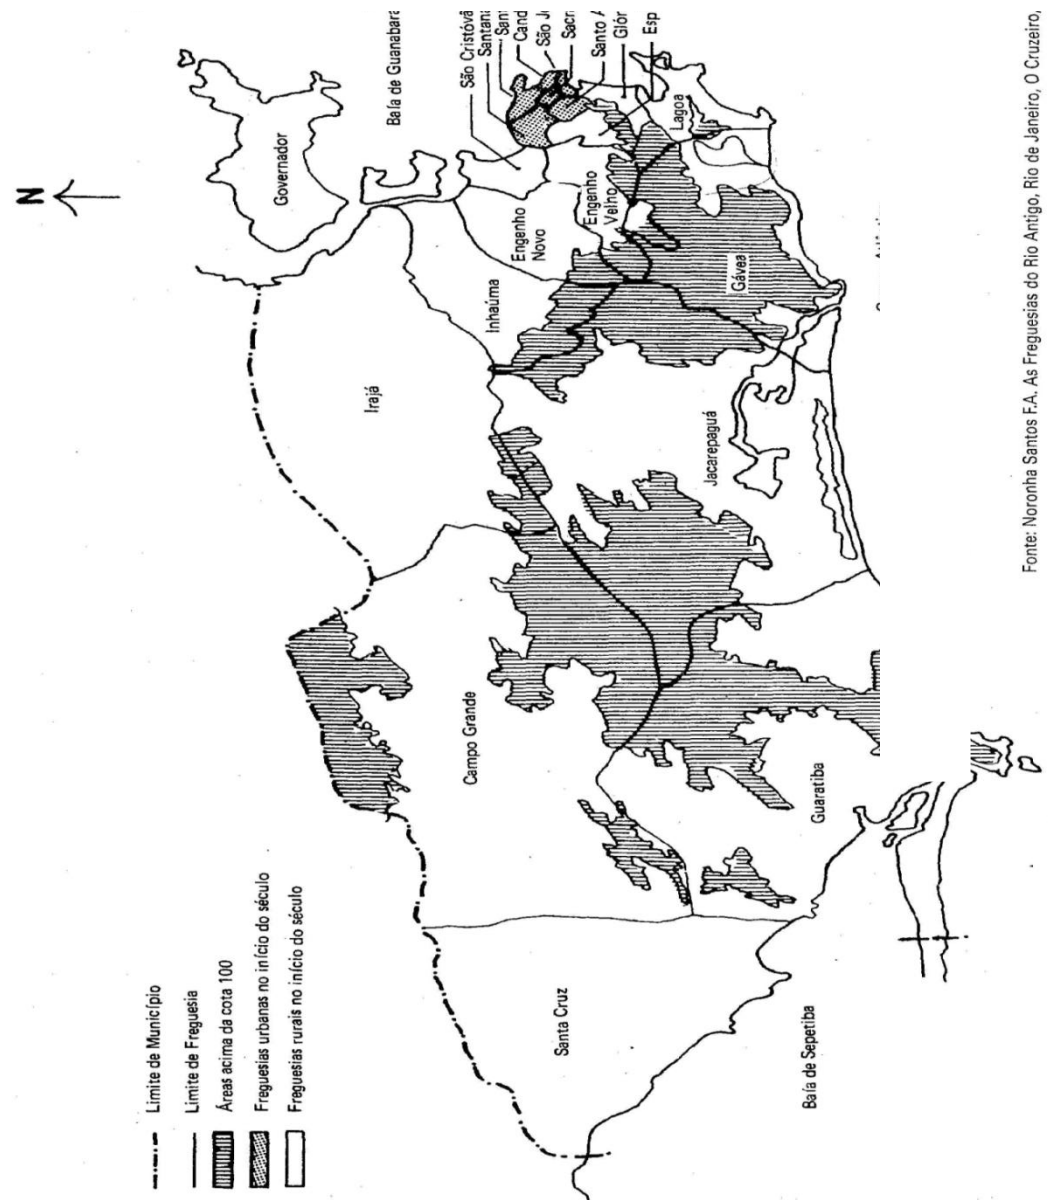 N
Limite de Município
Limite de Freguesia
Áreas acima da cota 100
Freguesias urbanas no início do século
Freguesias rurais no início do século
Baía de Guanabara
Governador
São Cristóvã
Santana
Sant
Cand
São J
Sacr
Santo A
Glór
Esp
Lagoa
Engenho
Velho
Engenho
Novo
Inhaúma
Gávea
Irajá
Jacarepaguá
Campo Grande
Guaratiba
Santa Cruz
Baía de Sepetiba
Fonte: Noronha Santos F.A. As Freguesias do Rio Antigo, Rio de Janeiro, O Cruzeiro,